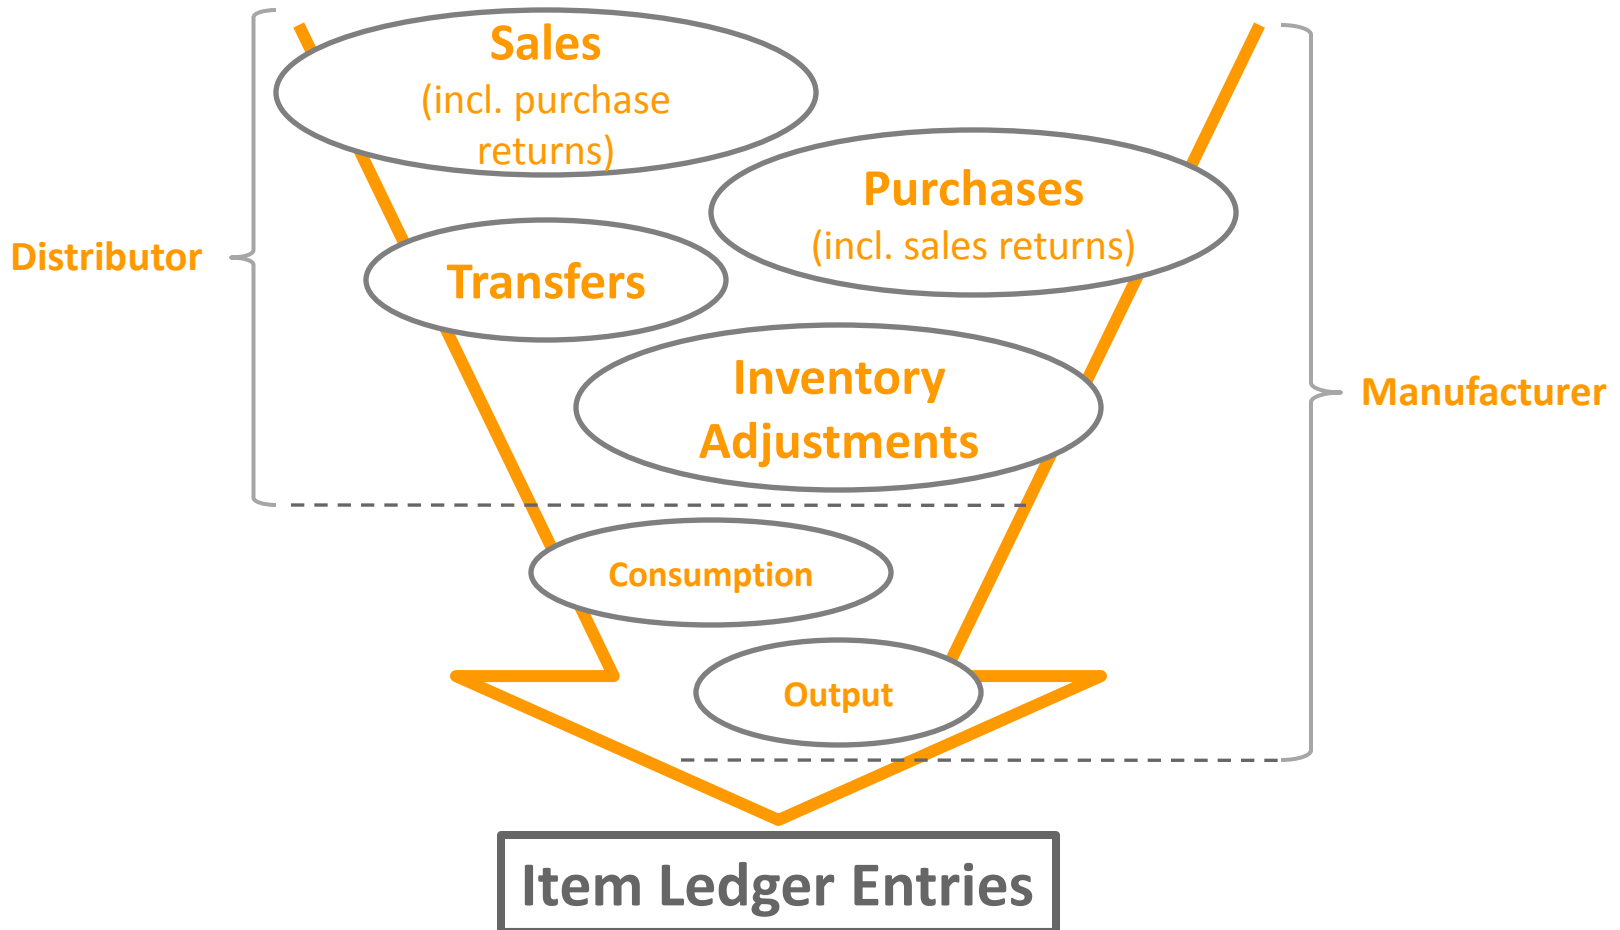 Sales
(incl. purchase
returns)
Purchases
(incl. sales returns)
Distributor
Transfers
Inventory
Adjustments
Manufacturer
Consumption
Output
Item Ledger Entries